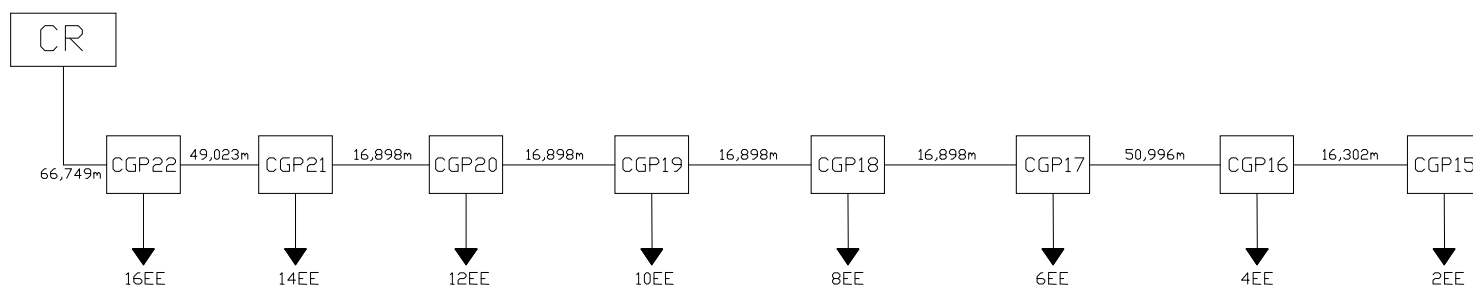 CR
49,023m 16,898m 16,898m 16,898m 16,898m 50,996m 16,302m
66,749m CGP22 CGP21 CGP20 CGP19 CGP18 CGP17 CGP16 CGP15
16EE 14EE 12EE 10EE 8EE 6EE 4EE 2EE